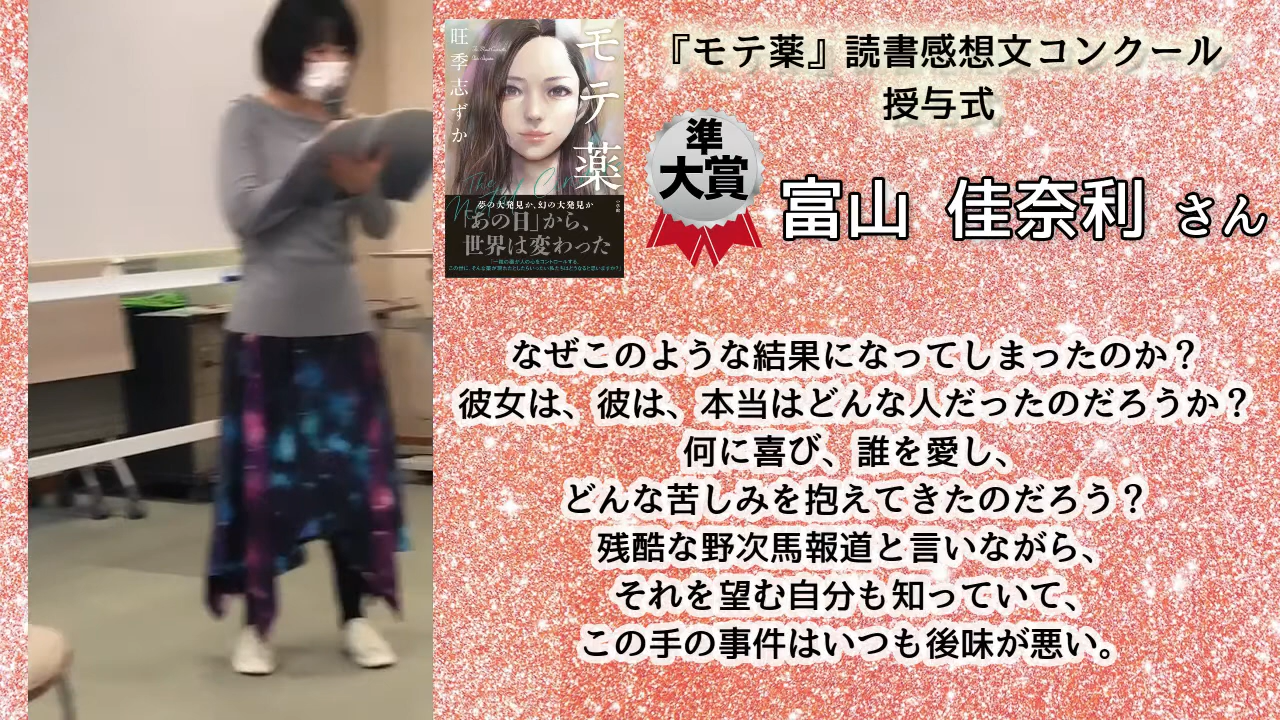 『モテ薬』読書感想文コンクール
授与式
準
大賞
富山 佳奈利 さん
モテ薬
旺季志ずか
夢の大発見か、幻の大発見か
「あの日」から、
世界は変わった
なぜこのような結果になってしまったのか？
彼女は、彼は、本当はどんな人だったのだろうか？
何に喜び、誰を愛し、
どんな苦しみを抱えてきたのだろう？
残酷な野次馬報道と言いながら、
それを望む自分も知っていて、
この手の事件はいつも後味が悪い。